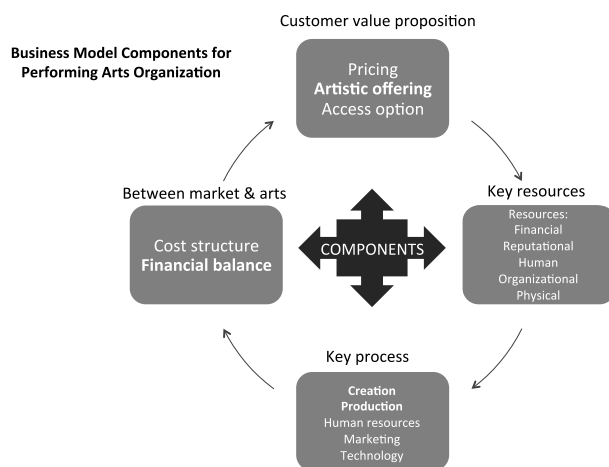 Customer value proposition
Business Model Components for
Performing Arts Organization
Pricing
Artistic offering
Access option
Between market & arts
Key resources
Cost structure
Financial balance
COMPONENTS
Resources:
Financial
Reputational
Human
Organizational
Physical
Key process
Creation
Production
Human resources
Marketing
Technology